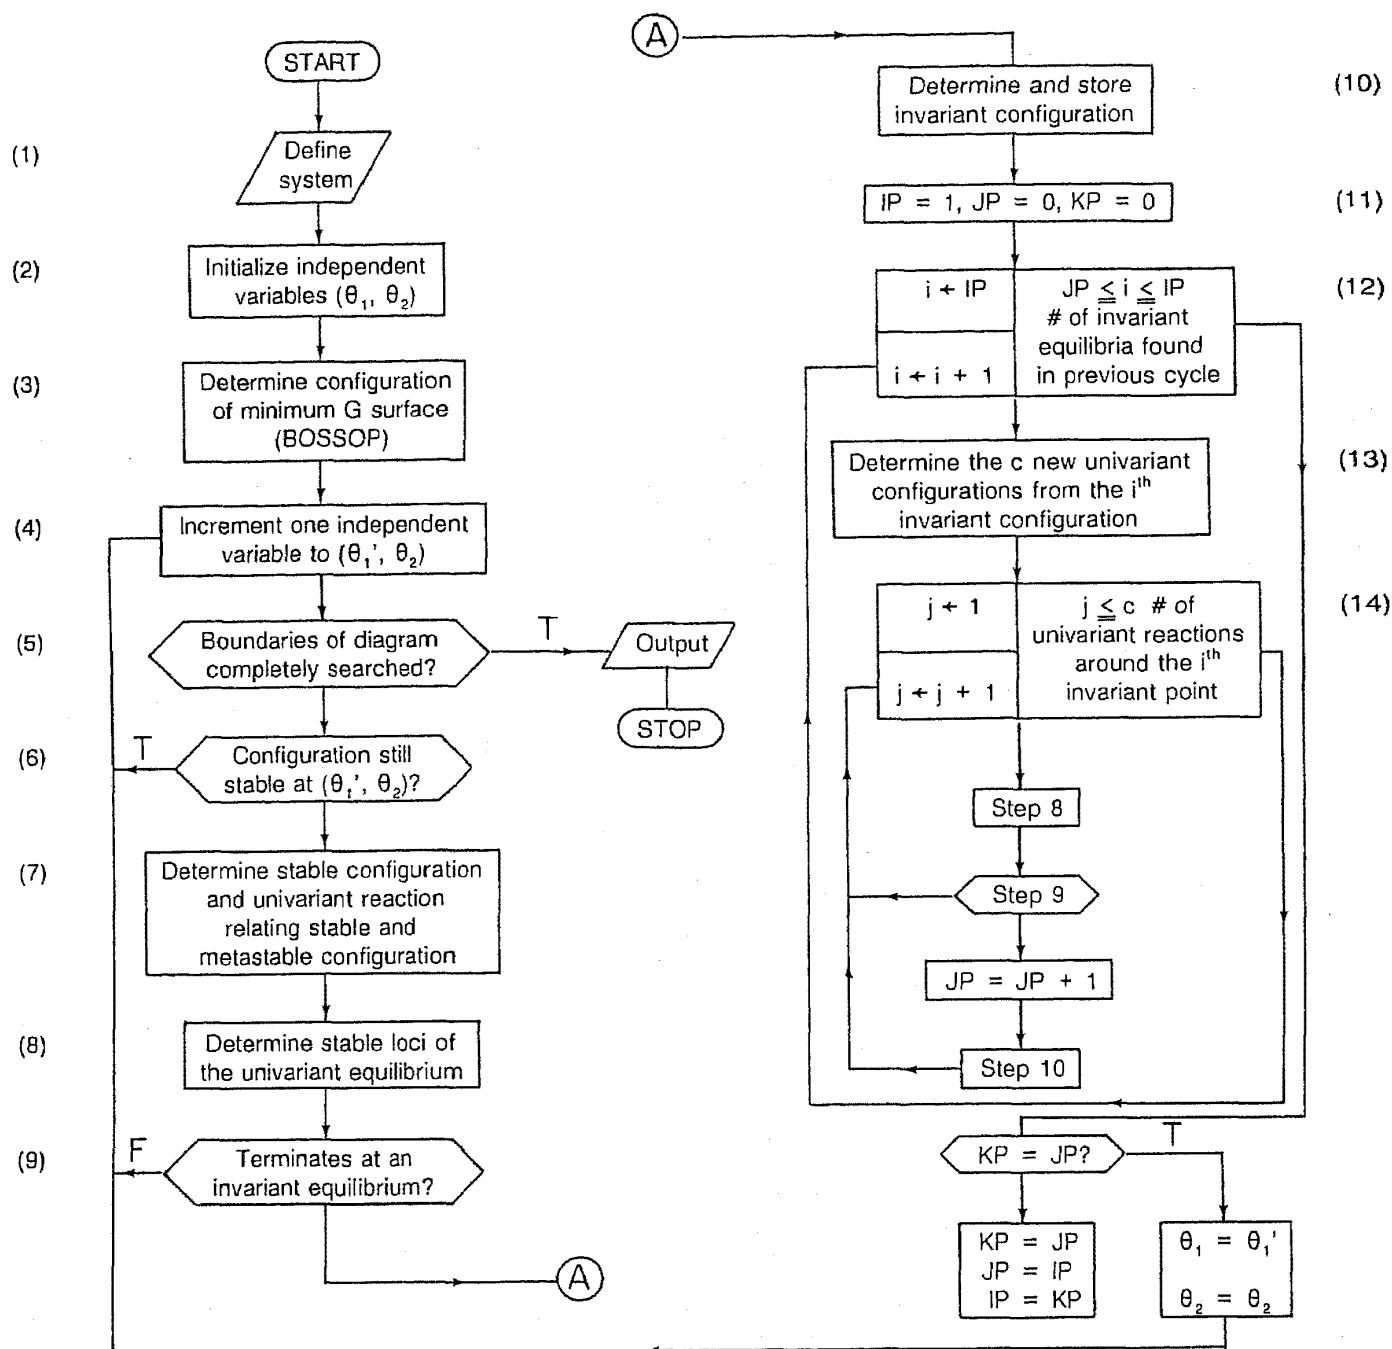 START
(1)
Define
system
(2)
Initialize independent
variables (θ₁, θ₂)
(3)
Determine configuration
of minimum G surface
(BOSSOP)
(4)
Increment one independent
variable to (θ₁', θ₂)
(5)
Boundaries of diagram
completely searched?
T
Output
STOP
(6)
T
Configuration still
stable at (θ₁', θ₂)?
(7)
Determine stable configuration
and univariant reaction
relating stable and
metastable configuration
(8)
Determine stable loci of
the univariant equilibrium
(9)
F
Terminates at an
invariant equilibrium?
A
A
Determine and store
invariant configuration
(10)
IP = 1, JP = 0, KP = 0
(11)
i ← IP
i ← i + 1
JP ≦ i ≦ IP
# of invariant
equilibria found
in previous cycle
(12)
Determine the c new univariant
configurations from the iᵗʰ
invariant configuration
(13)
j ← 1
j ← j + 1
j ≦ c # of
univariant reactions
around the iᵗʰ
invariant point
(14)
Step 8
Step 9
JP = JP + 1
Step 10
KP = JP?
T
KP = JP
JP = IP
IP = KP
θ₁ = θ₁'
θ₂ = θ₂